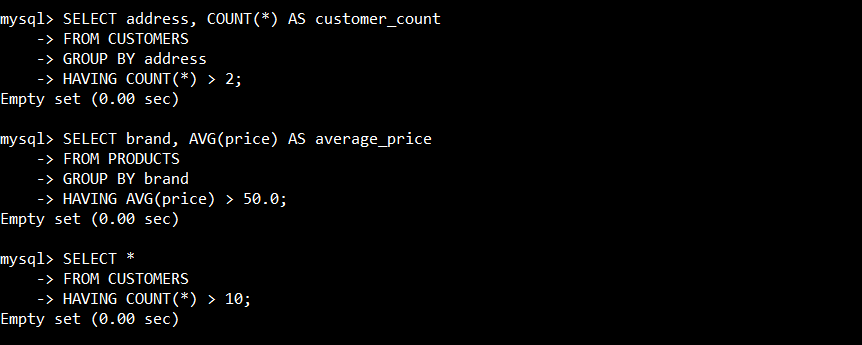 mysql> SELECT address, COUNT(*) AS customer_count
    -> FROM CUSTOMERS
    -> GROUP BY address
    -> HAVING COUNT(*) > 2;
Empty set (0.00 sec)

mysql> SELECT brand, AVG(price) AS average_price
    -> FROM PRODUCTS
    -> GROUP BY brand
    -> HAVING AVG(price) > 50.0;
Empty set (0.00 sec)

mysql> SELECT *
    -> FROM CUSTOMERS
    -> HAVING COUNT(*) > 10;
Empty set (0.00 sec)